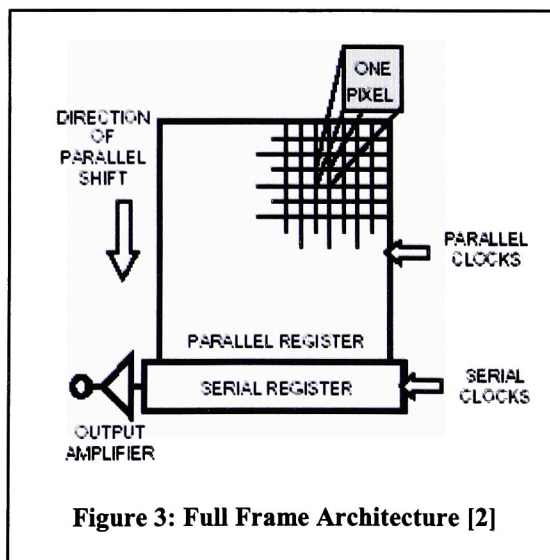 ONE
PIXEL
DIRECTION
OF
PARALLEL
SHIFT
PARALLEL
CLOCKS
PARALLEL REGISTER
SERIAL REGISTER
SERIAL
CLOCKS
OUTPUT
AMPLIFIER
Figure 3: Full Frame Architecture [2]